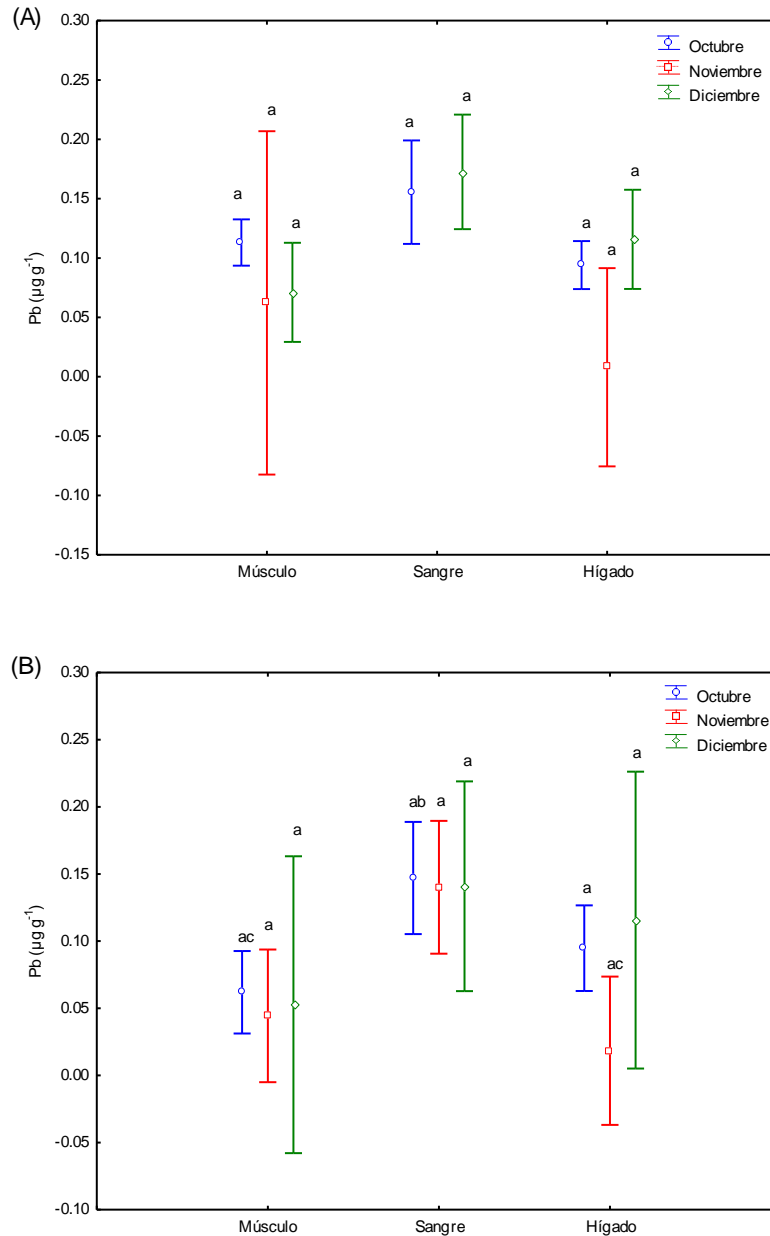 (A)
0.30
0.25
0.20
0.15
0.10
0.05
0.00
-0.05
-0.10
-0.15
Pb (µg g-1)
Octubre
Noviembre
Diciembre
a a a a a a a a
Músculo Sangre Hígado
(B)
0.30
0.25
0.20
0.15
0.10
0.05
0.00
-0.05
-0.10
Pb (µg g-1)
Octubre
Noviembre
Diciembre
ac a a ab a a a ac a
Músculo Sangre Hígado